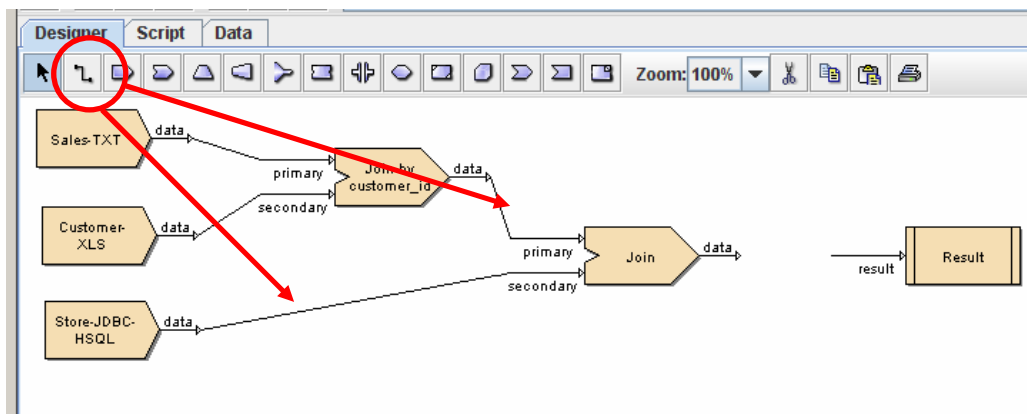 Designer Script Data
Zoom: 100%
Sales-TXT
data
primary
Join by
customer_id
data
secondary
Customer-
XLS
data
primary
Join
data
result
Result
secondary
Store-JDBC-
HSQL
data